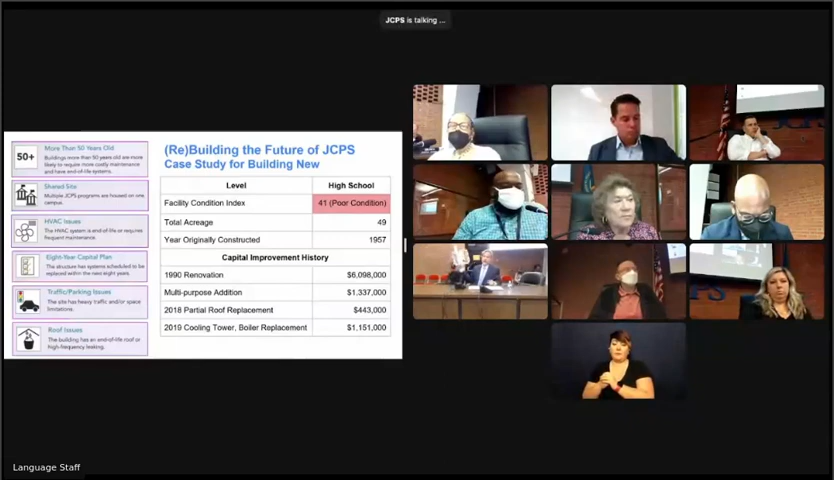 JCPS is talking ...
(Re)Building the Future of JCPS
Case Study for Building New
50+
More Than 50 Years Old
Buildings more than 50 years old are more
likely to require more costly maintenance
and have end-of-life systems.
Shared Site
Multiple JCPS programs are housed on one
campus.
HVAC Issues
The HVAC system is end-of-life or requires
frequent maintenance.
Eight-Year Capital Plan
The structure has systems scheduled to be
replaced within the next eight years.
Traffic/Parking Issues
The site has heavy traffic and/or space
limitations.
Roof Issues
The building has an end-of-life roof or
high-frequency leaking.
Level High School
Facility Condition Index 41 (Poor Condition)
Total Acreage 49
Year Originally Constructed 1957
Capital Improvement History
1990 Renovation $6,098,000
Multi-purpose Addition $1,337,000
2018 Partial Roof Replacement $443,000
2019 Cooling Tower, Boiler Replacement $1,151,000
Language Staff